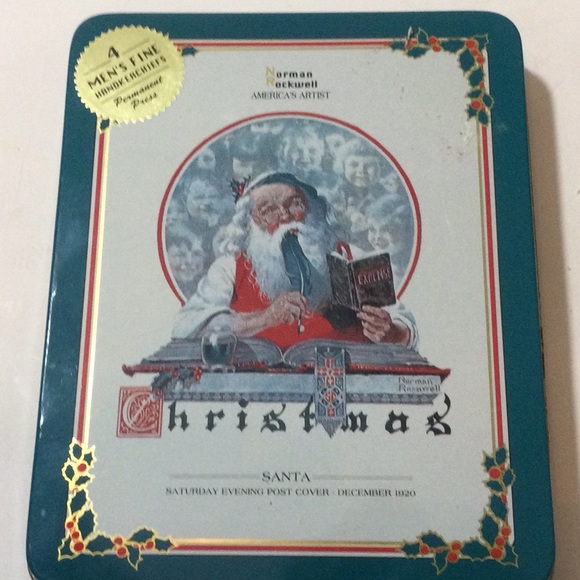 4
MEN'S FINE
HANDKERCHIEFS
Permanent
Press
Norman
Rockwell
AMERICA'S ARTIST
EXPENSE
Norman
Rockwell
Christmas
SANTA
SATURDAY EVENING POST COVER - DECEMBER 1920